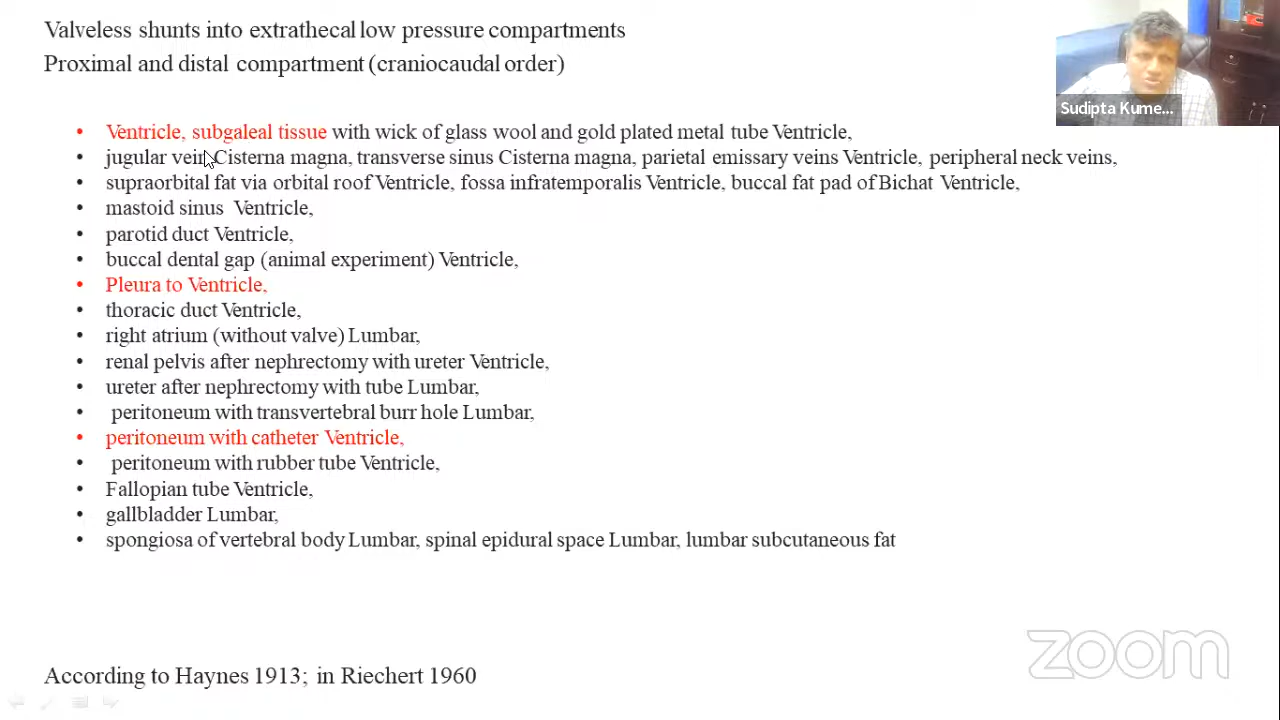 Valveless shunts into extrathecal low pressure compartments
Proximal and distal compartment (craniocaudal order)
Sudipta Kume...
• Ventricle, subgaleal tissue with wick of glass wool and gold plated metal tube Ventricle,
• jugular vein Cisterna magna, transverse sinus Cisterna magna, parietal emissary veins Ventricle, peripheral neck veins,
• supraorbital fat via orbital roof Ventricle, fossa infratemporalis Ventricle, buccal fat pad of Bichat Ventricle,
• mastoid sinus Ventricle,
• parotid duct Ventricle,
• buccal dental gap (animal experiment) Ventricle,
• Pleura to Ventricle,
• thoracic duct Ventricle,
• right atrium (without valve) Lumbar,
• renal pelvis after nephrectomy with ureter Ventricle,
• ureter after nephrectomy with tube Lumbar,
• peritoneum with transvertebral burr hole Lumbar,
• peritoneum with catheter Ventricle,
• peritoneum with rubber tube Ventricle,
• Fallopian tube Ventricle,
• gallbladder Lumbar,
• spongiosa of vertebral body Lumbar, spinal epidural space Lumbar, lumbar subcutaneous fat
zoom
According to Haynes 1913; in Riechert 1960